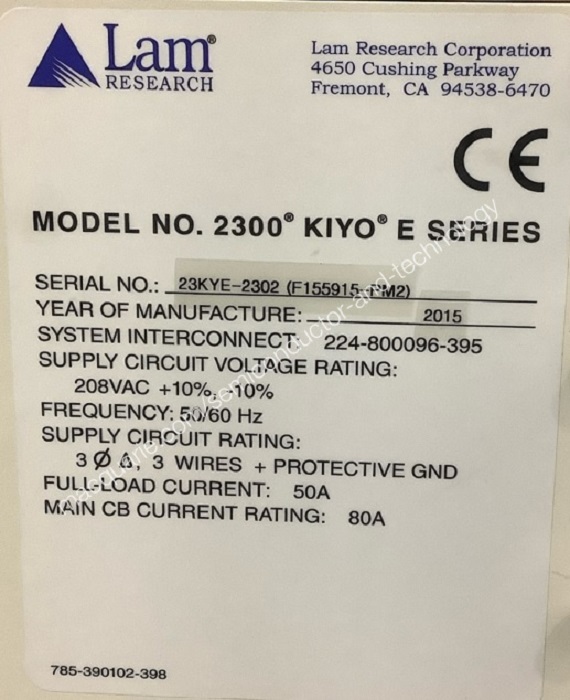 Lam®
RESEARCH
Lam Research Corporation
4650 Cushing Parkway
Fremont, CA 94538-6470
CE
MODEL NO. 2300® KIYO® E SERIES
SERIAL NO.: 23KYE-2302 (F155915-PM2)
YEAR OF MANUFACTURE: 2015
SYSTEM INTERCONNECT: 224-800096-395
SUPPLY CIRCUIT VOLTAGE RATING:
208VAC +10%, -10%
FREQUENCY: 50/60 Hz
SUPPLY CIRCUIT RATING:
3 Ø, 3 WIRES + PROTECTIVE GND
FULL-LOAD CURRENT: 50A
MAIN CB CURRENT RATING: 80A
785-390102-398